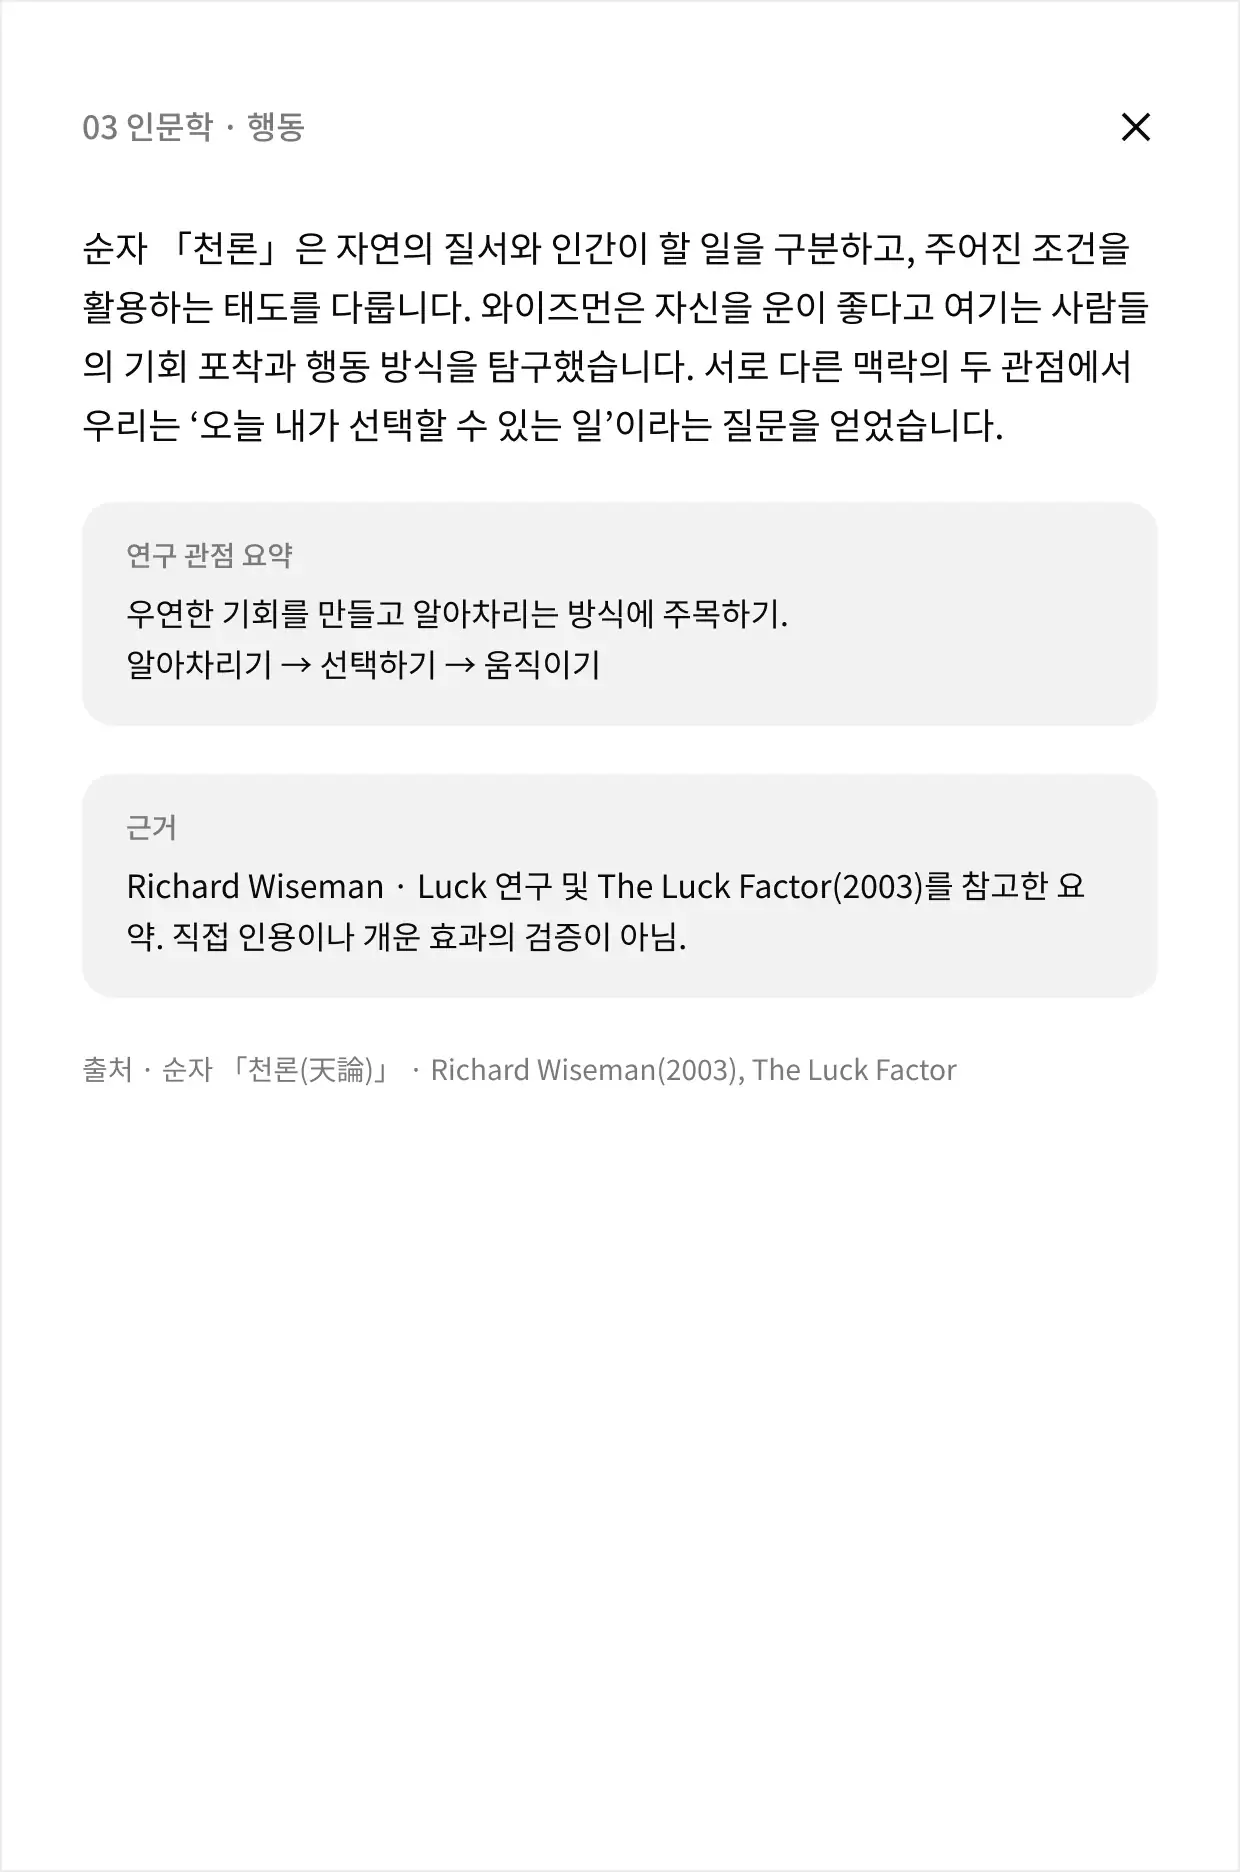 03 인문학 · 행동
순자 「천론」은 자연의 질서와 인간이 할 일을 구분하고, 주어진 조건을
활용하는 태도를 다룹니다. 와이즈먼은 자신을 운이 좋다고 여기는 사람들
의 기회 포착과 행동 방식을 탐구했습니다. 서로 다른 맥락의 두 관점에서
우리는 ‘오늘 내가 선택할 수 있는 일’이라는 질문을 얻었습니다.
연구 관점 요약
우연한 기회를 만들고 알아차리는 방식에 주목하기.
알아차리기 → 선택하기 → 움직이기
근거
Richard Wiseman · Luck 연구 및 The Luck Factor(2003)를 참고한 요
약. 직접 인용이나 개운 효과의 검증이 아님.
출처 · 순자 「천론(天論)」 · Richard Wiseman(2003), The Luck Factor